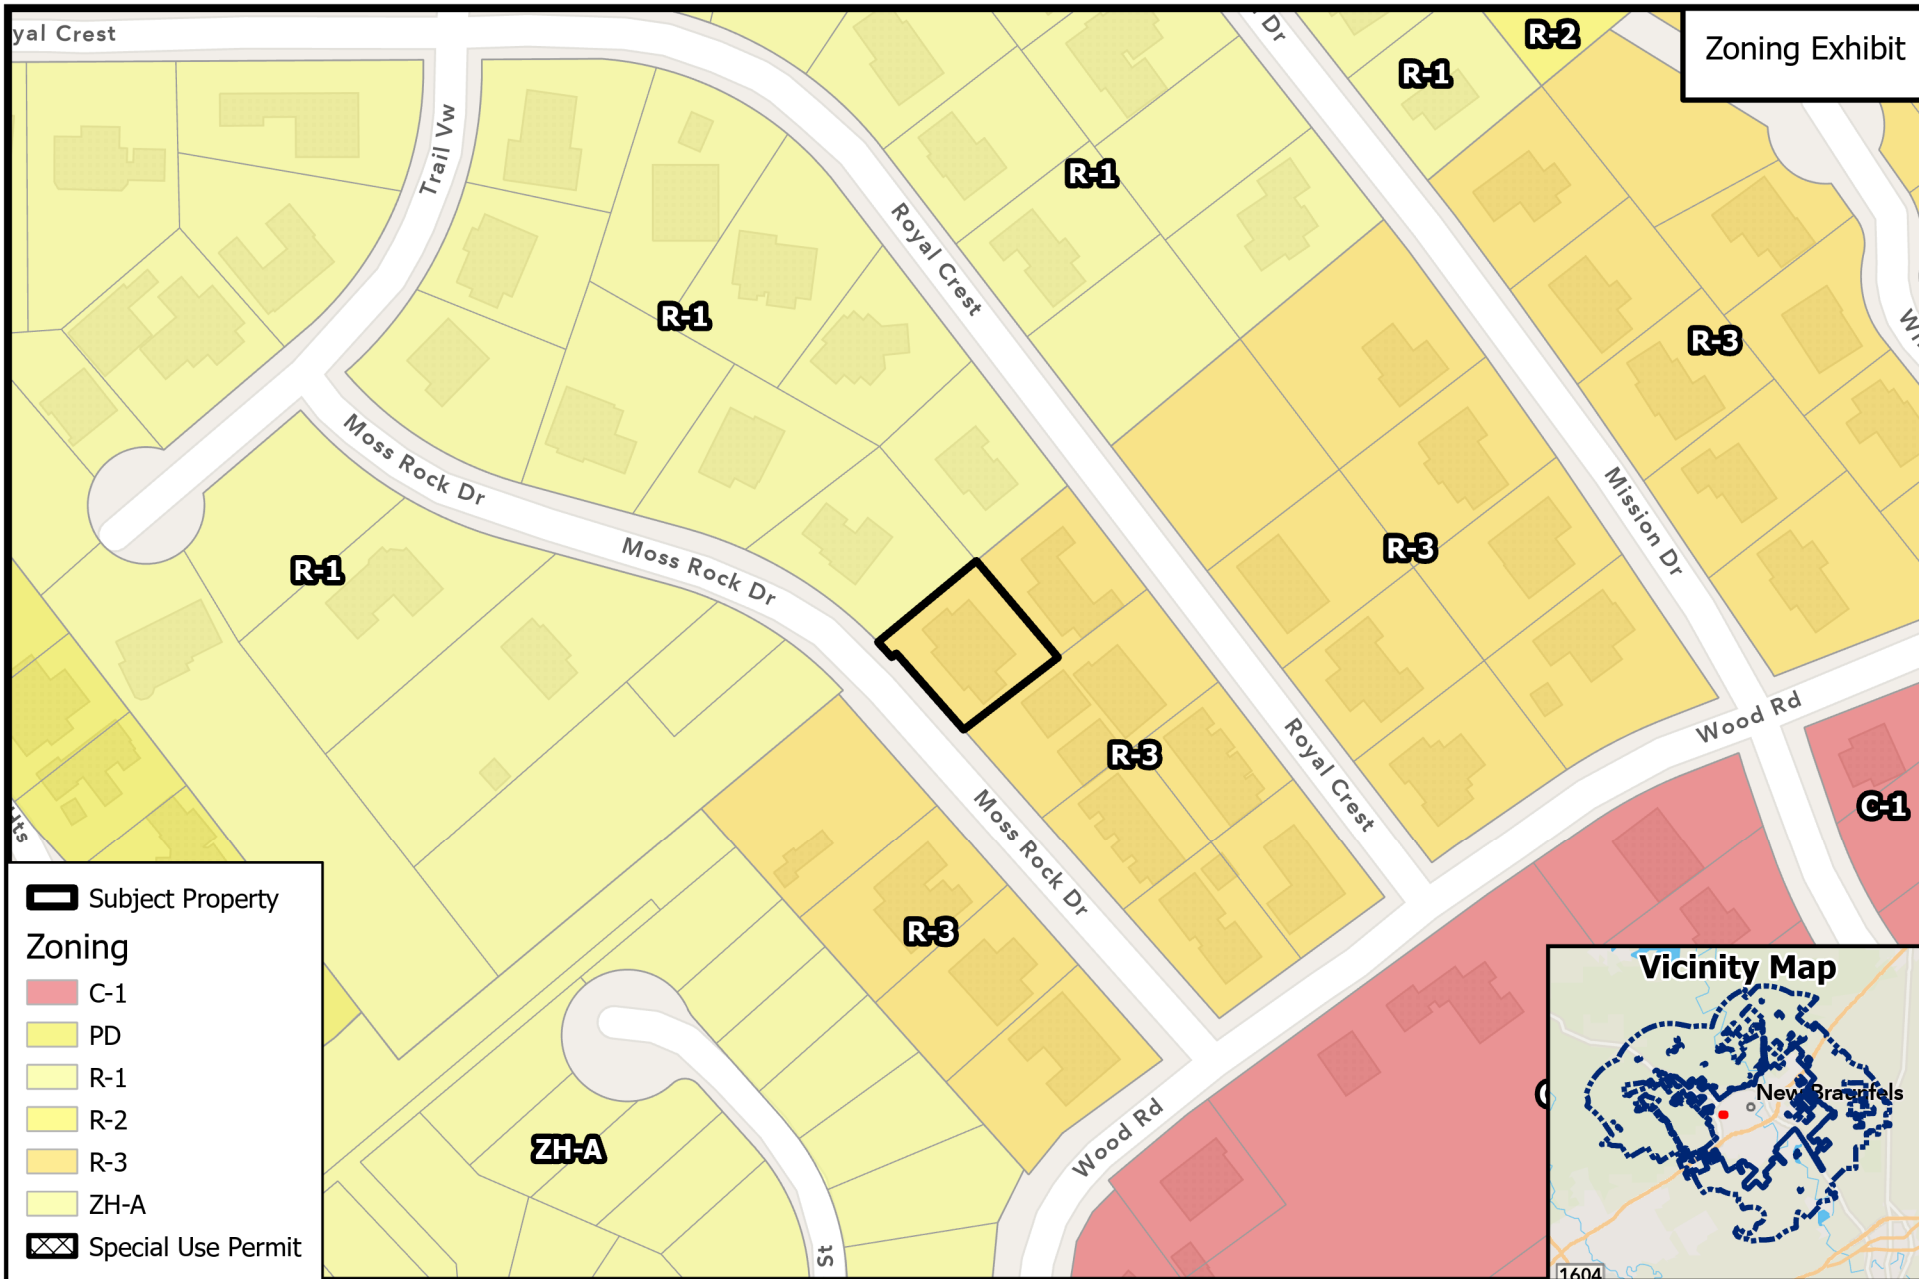 yal Crest
Dr
R-2
Zoning Exhibit
R-1
Trail Vw
R-1
Royal Crest
R-1
R-3
Moss Rock Dr
Mission Dr
R-3
Moss Rock Dr
R-1
Wood Rd
R-3
Royal Crest
C-1
Moss Rock Dr
R-3
Wood Rd
ZH-A
St
Subject Property
Zoning
C-1
PD
R-1
R-2
R-3
ZH-A
Special Use Permit
Vicinity Map
New Braunfels
1604